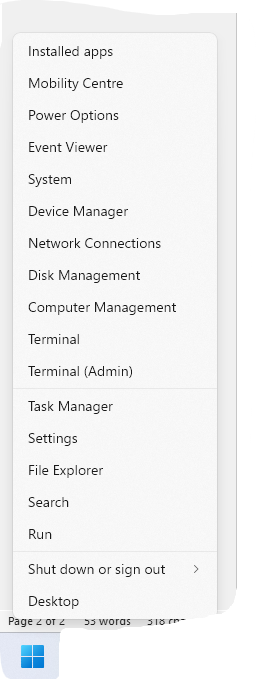 Installed apps
Mobility Centre
Power Options
Event Viewer
System
Device Manager
Network Connections
Disk Management
Computer Management
Terminal
Terminal (Admin)
Task Manager
Settings
File Explorer
Search
Run
Shut down or sign out
Desktop
Page 2 of 2 53 words 318